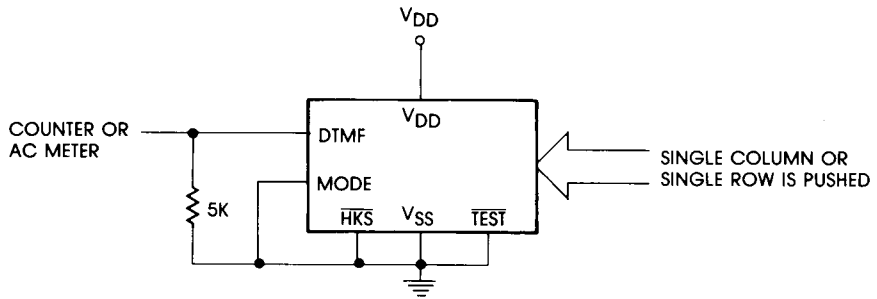 VDD
VDD
COUNTER OR
AC METER
DTMF
MODE
5K
HKS
VSS
TEST
SINGLE COLUMN OR
SINGLE ROW IS PUSHED